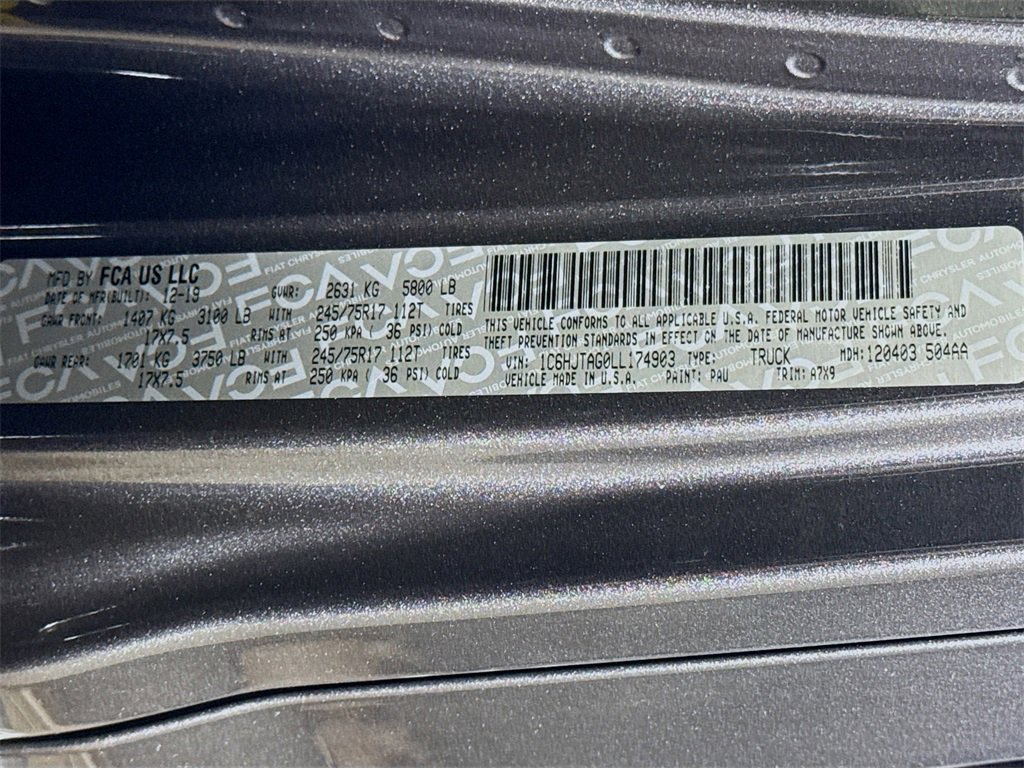 MFD BY FCA US LLC
DATE OF MFR(BUILT): 12-19 GVWR: 2631 KG 5800 LB
GAWR FRONT: 1407 KG 3100 LB WITH 245/75R17 112T TIRES
17X7.5 RIMS AT 250 KPA ( 36 PSI) COLD
GAWR REAR: 1701 KG 3750 LB WITH 245/75R17 112T TIRES
17X7.5 RIMS AT 250 KPA ( 36 PSI) COLD
THIS VEHICLE CONFORMS TO ALL APPLICABLE U.S.A. FEDERAL MOTOR VEHICLE SAFETY AND
THEFT PREVENTION STANDARDS IN EFFECT ON THE DATE OF MANUFACTURE SHOWN ABOVE.
VIN: 1C6HJTAG0LL174903 TYPE: TRUCK MDH: 120403 504AA
VEHICLE MADE IN U.S.A. PAINT: PAU TRIM: A7X9